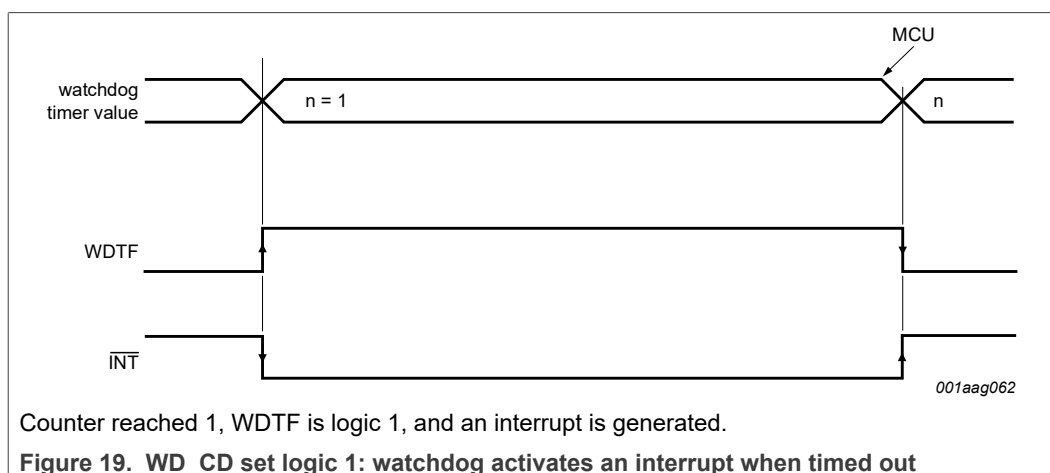 MCU
watchdog
timer value
n = 1
n
WDTF
INT
001aag062
Counter reached 1, WDTF is logic 1, and an interrupt is generated.
Figure 19. WD_CD set logic 1: watchdog activates an interrupt when timed out